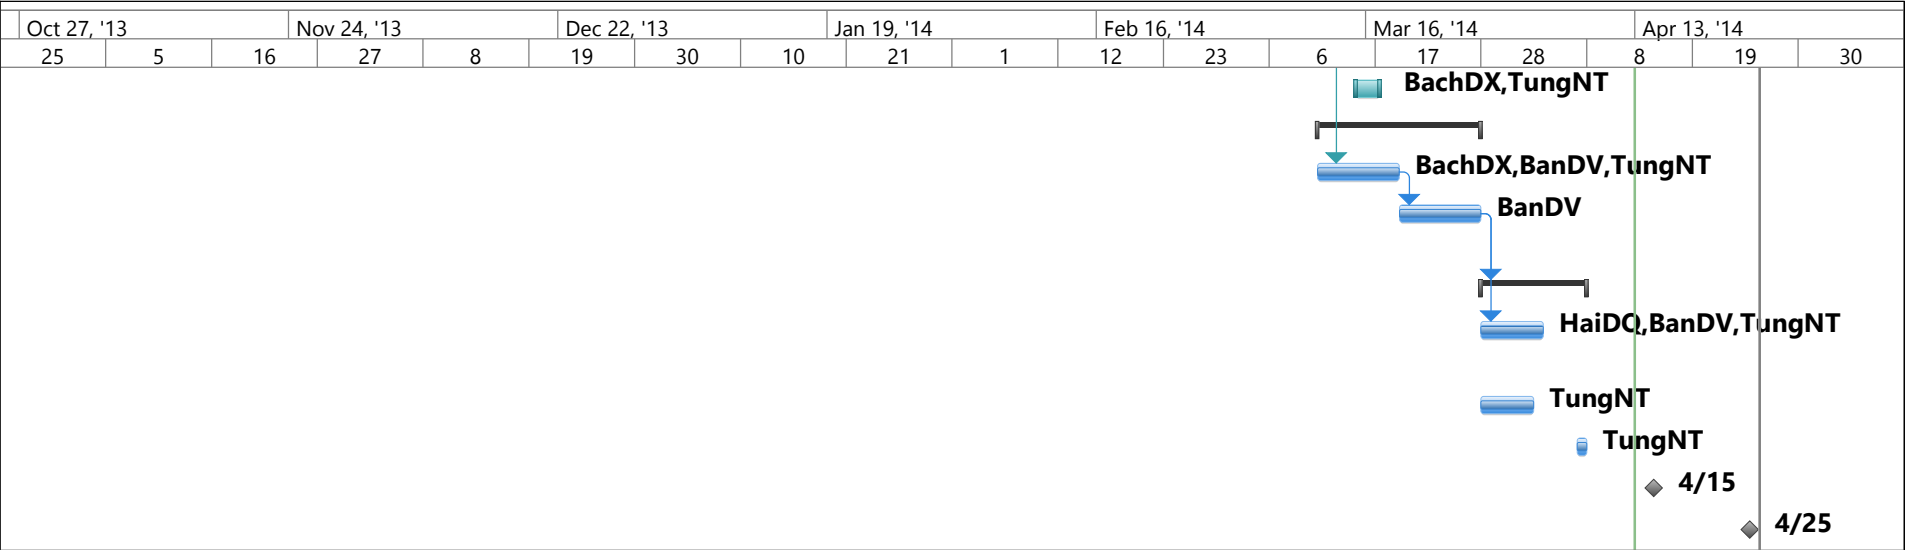 Oct 27, '13 Nov 24, '13 Dec 22, '13 Jan 19, '14 Feb 16, '14 Mar 16, '14 Apr 13, '14
25 5 16 27 8 19 30 10 21 1 12 23 6 17 28 8 19 30
BachDX,TungNT
BachDX,BanDV,TungNT
BanDV
HaiDQ,BanDV,TungNT
TungNT
TungNT
4/15
4/25